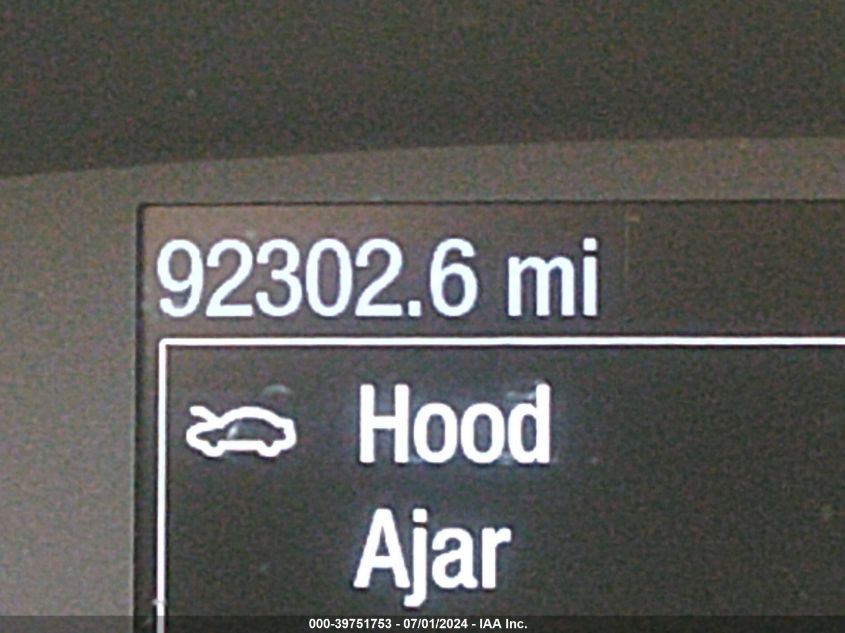 92302.6 mi
Hood
Ajar
000-39751753 - 07/01/2024 - IAA Inc.